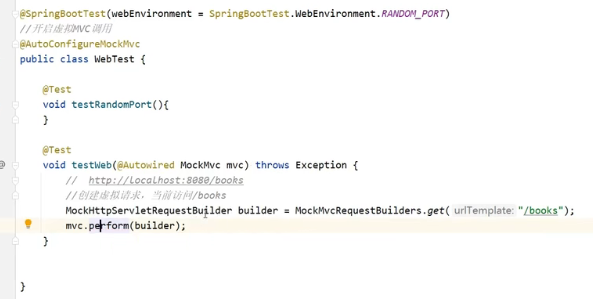 @SpringBootTest(webEnvironment = SpringBootTest.WebEnvironment.RANDOM_PORT)
//开启虚拟MVC调用
@AutoConfigureMockMvc
public class WebTest {
@Test
void testRandomPort(){
}
@Test
void testWeb(@Autowired MockMvc mvc) throws Exception {
// http://localhost:8080/books
//创建虚拟请求，当前访问/books
MockHttpServletRequestBuilder builder = MockMvcRequestBuilders.get( urlTemplate: "/books");
mvc.perform(builder);
}
}